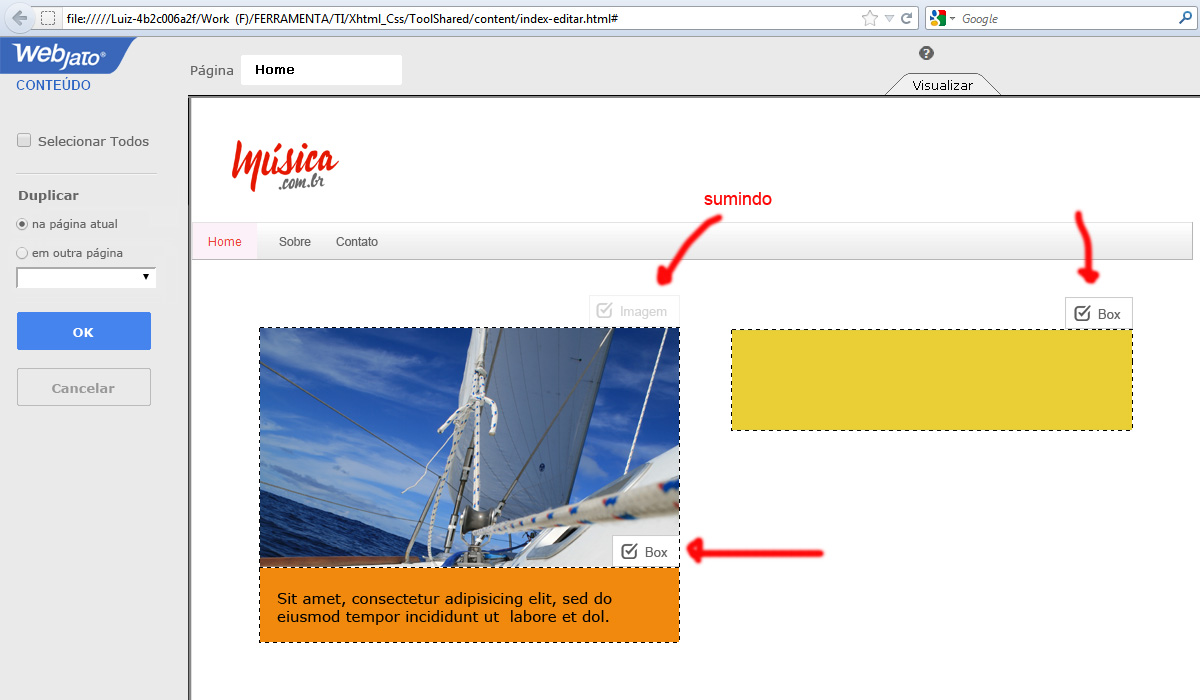 file://///Luiz-4b2c006a2f/Work (F)/FERRAMENTA/TI/Xhtml_Css/ToolShared/content/index-editar.html#
Google
WebJato®
CONTEÚDO
Página
Home
Visualizar
Selecionar Todos
Música
.com.br
sumindo
Duplicar
na página atual
em outra página
OK
Cancelar
Home
Sobre
Contato
Imagem
Box
Box
Sit amet, consectetur adipisicing elit, sed do
eiusmod tempor incididunt ut labore et dol.